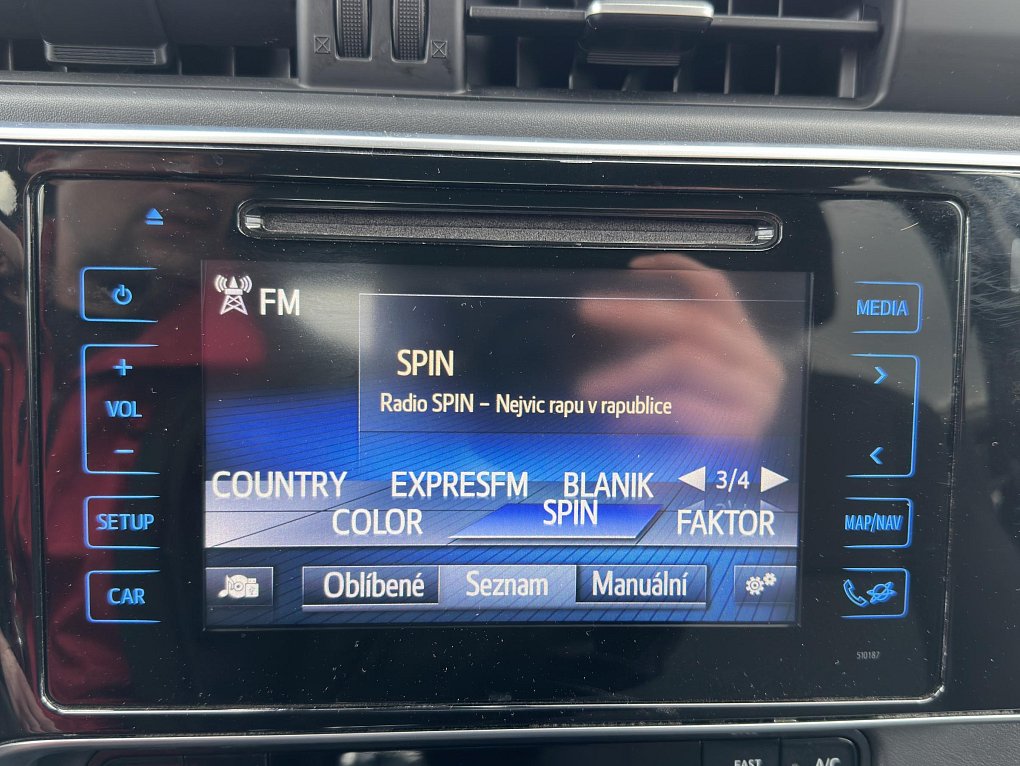 FM
MEDIA
SPIN
+
VOL
Radio SPIN – Nejvic rapu v rapublice
−
COUNTRY EXPRESFM BLANIK 3/4
SETUP COLOR SPIN FAKTOR MAP/NAV
CAR Oblíbené Seznam Manuální
510187
FAST A/C